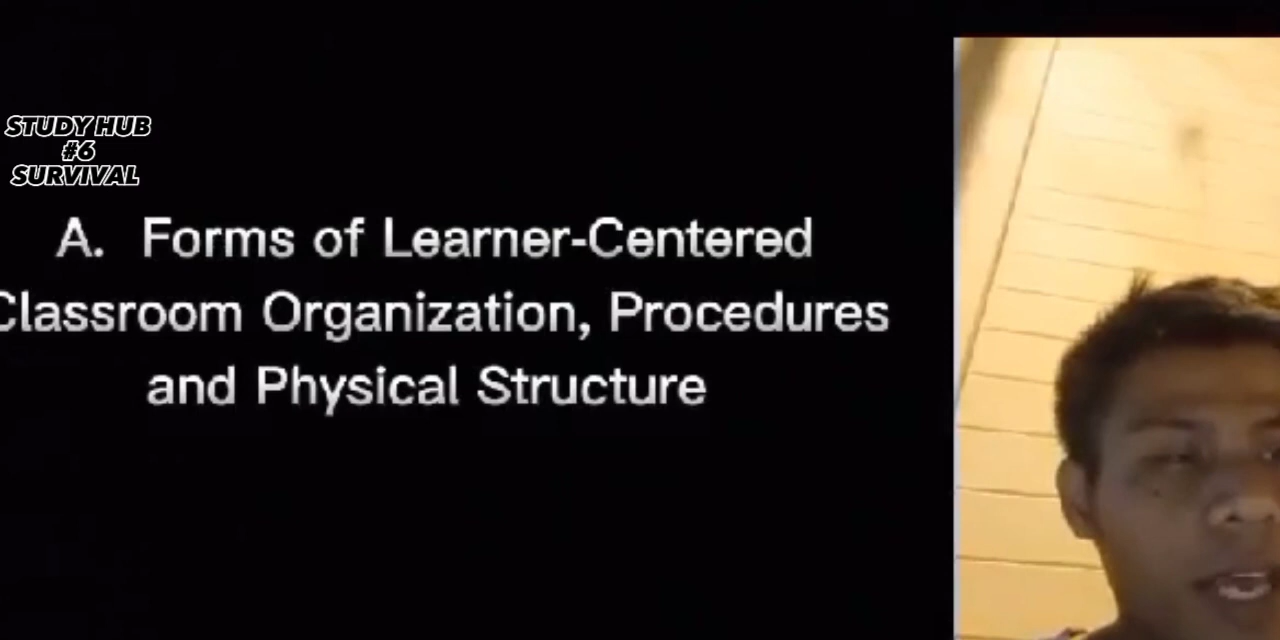 STUDY HUB
#6
SURVIVAL
A. Forms of Learner-Centered
Classroom Organization, Procedures
and Physical Structure